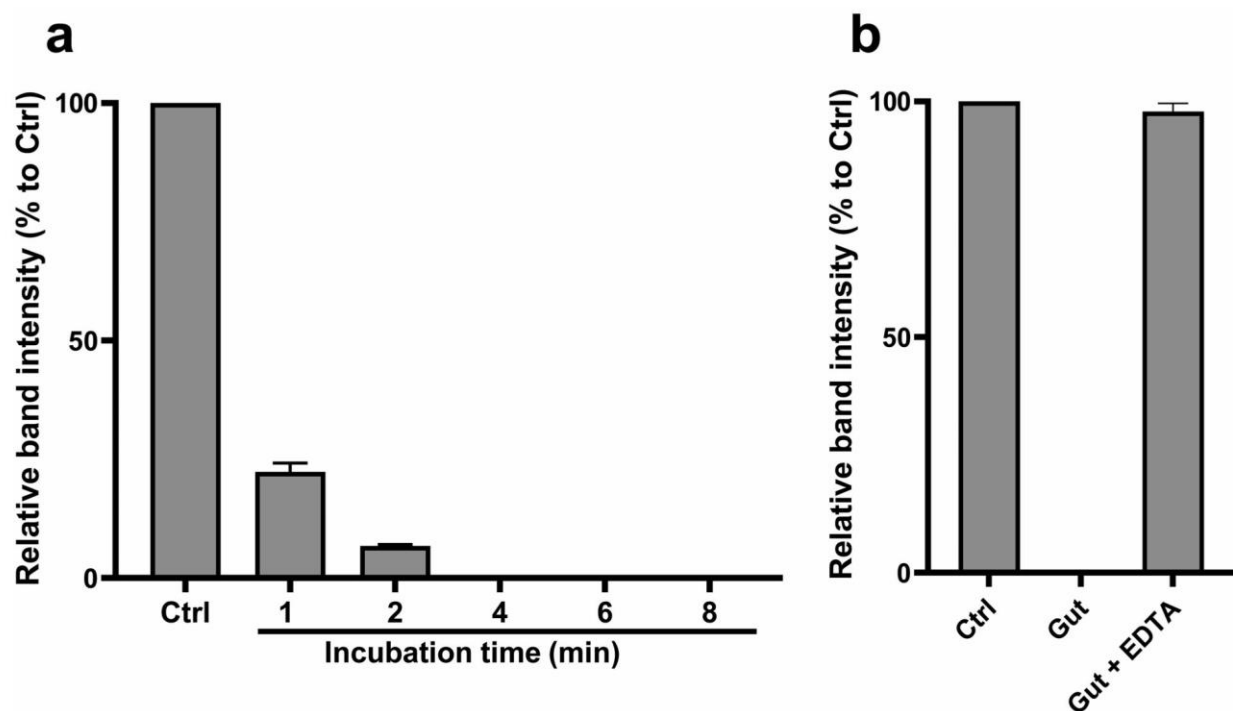 a
Relative band intensity (% to Ctrl)
100
50
0
Ctrl 1 2 4 6 8
Incubation time (min)
b
Relative band intensity (% to Ctrl)
100
50
0
Ctrl
Gut
Gut + EDTA